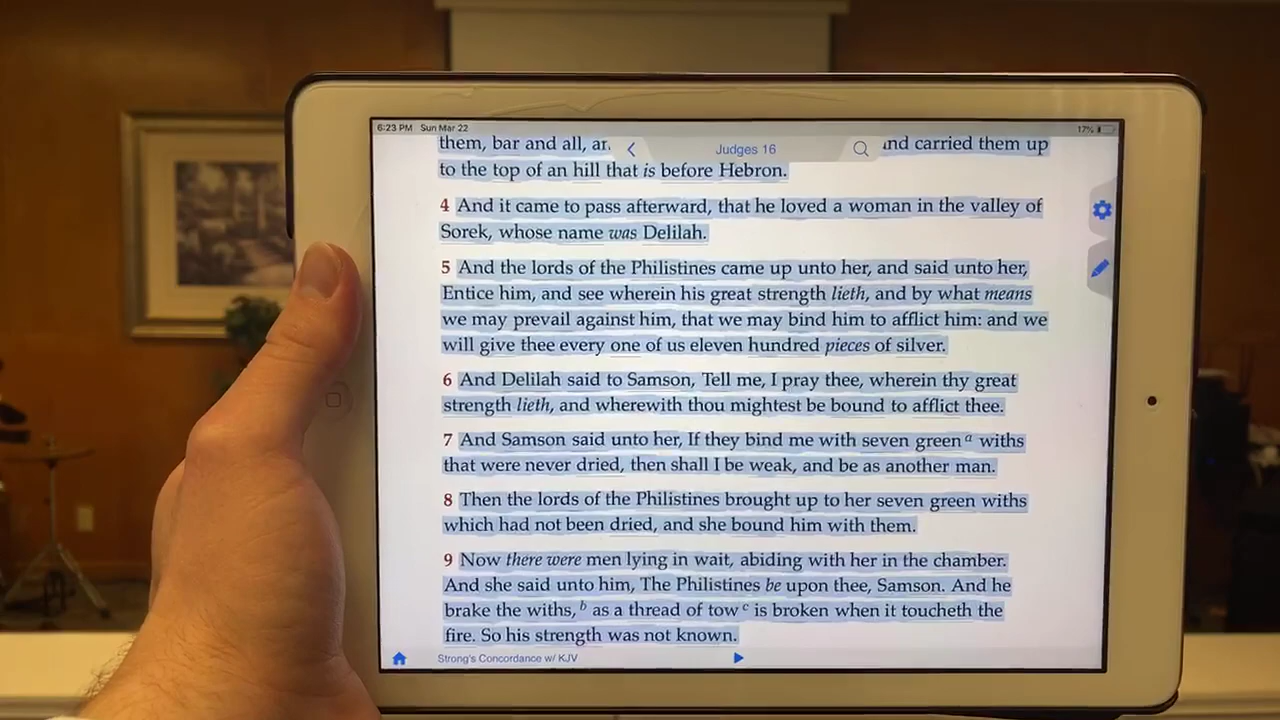 6:23 PM Sun Mar 22
17%
them, bar and all, an Judges 16 and carried them up
to the top of an hill that is before Hebron.
4 And it came to pass afterward, that he loved a woman in the valley of
Sorek, whose name was Delilah.
5 And the lords of the Philistines came up unto her, and said unto her,
Entice him, and see wherein his great strength lieth, and by what means
we may prevail against him, that we may bind him to afflict him: and we
will give thee every one of us eleven hundred pieces of silver.
6 And Delilah said to Samson, Tell me, I pray thee, wherein thy great
strength lieth, and wherewith thou mightest be bound to afflict thee.
7 And Samson said unto her, If they bind me with seven green a withs
that were never dried, then shall I be weak, and be as another man.
8 Then the lords of the Philistines brought up to her seven green withs
which had not been dried, and she bound him with them.
9 Now there were men lying in wait, abiding with her in the chamber.
And she said unto him, The Philistines be upon thee, Samson. And he
brake the withs, b as a thread of tow c is broken when it toucheth the
fire. So his strength was not known.
Strong's Concordance w/ KJV